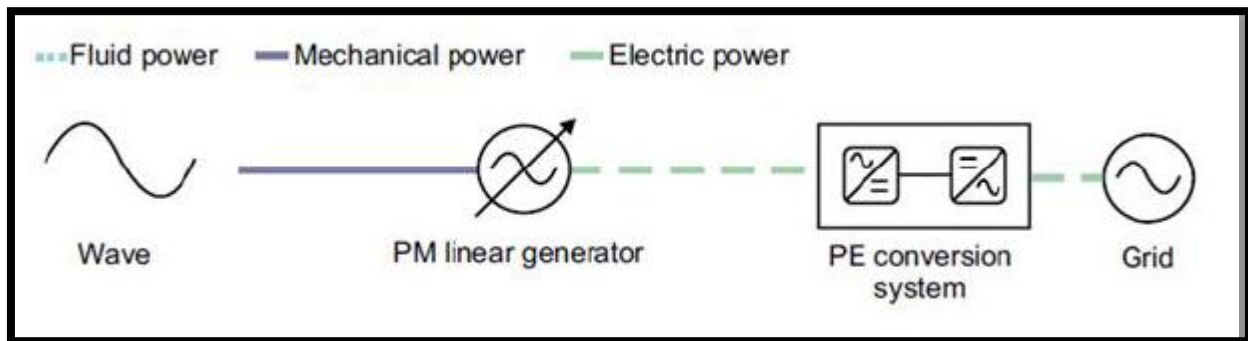 Fluid power Mechanical power Electric power
Wave
PM linear generator
PE conversion
system
Grid